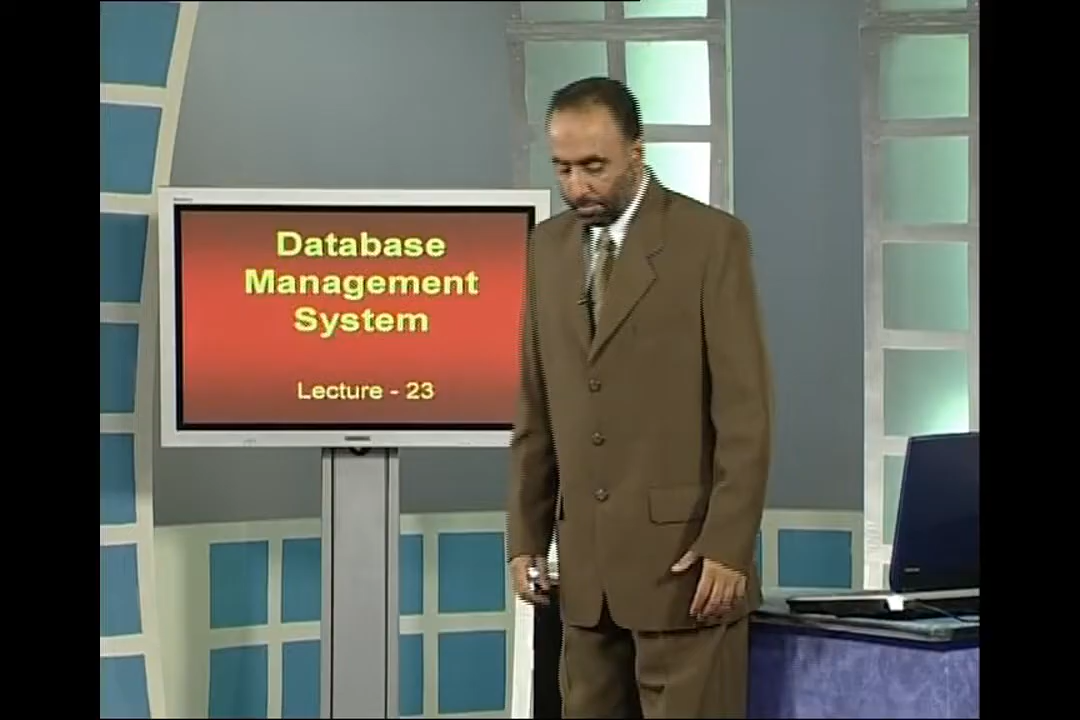 Database
Management
System
Lecture - 23